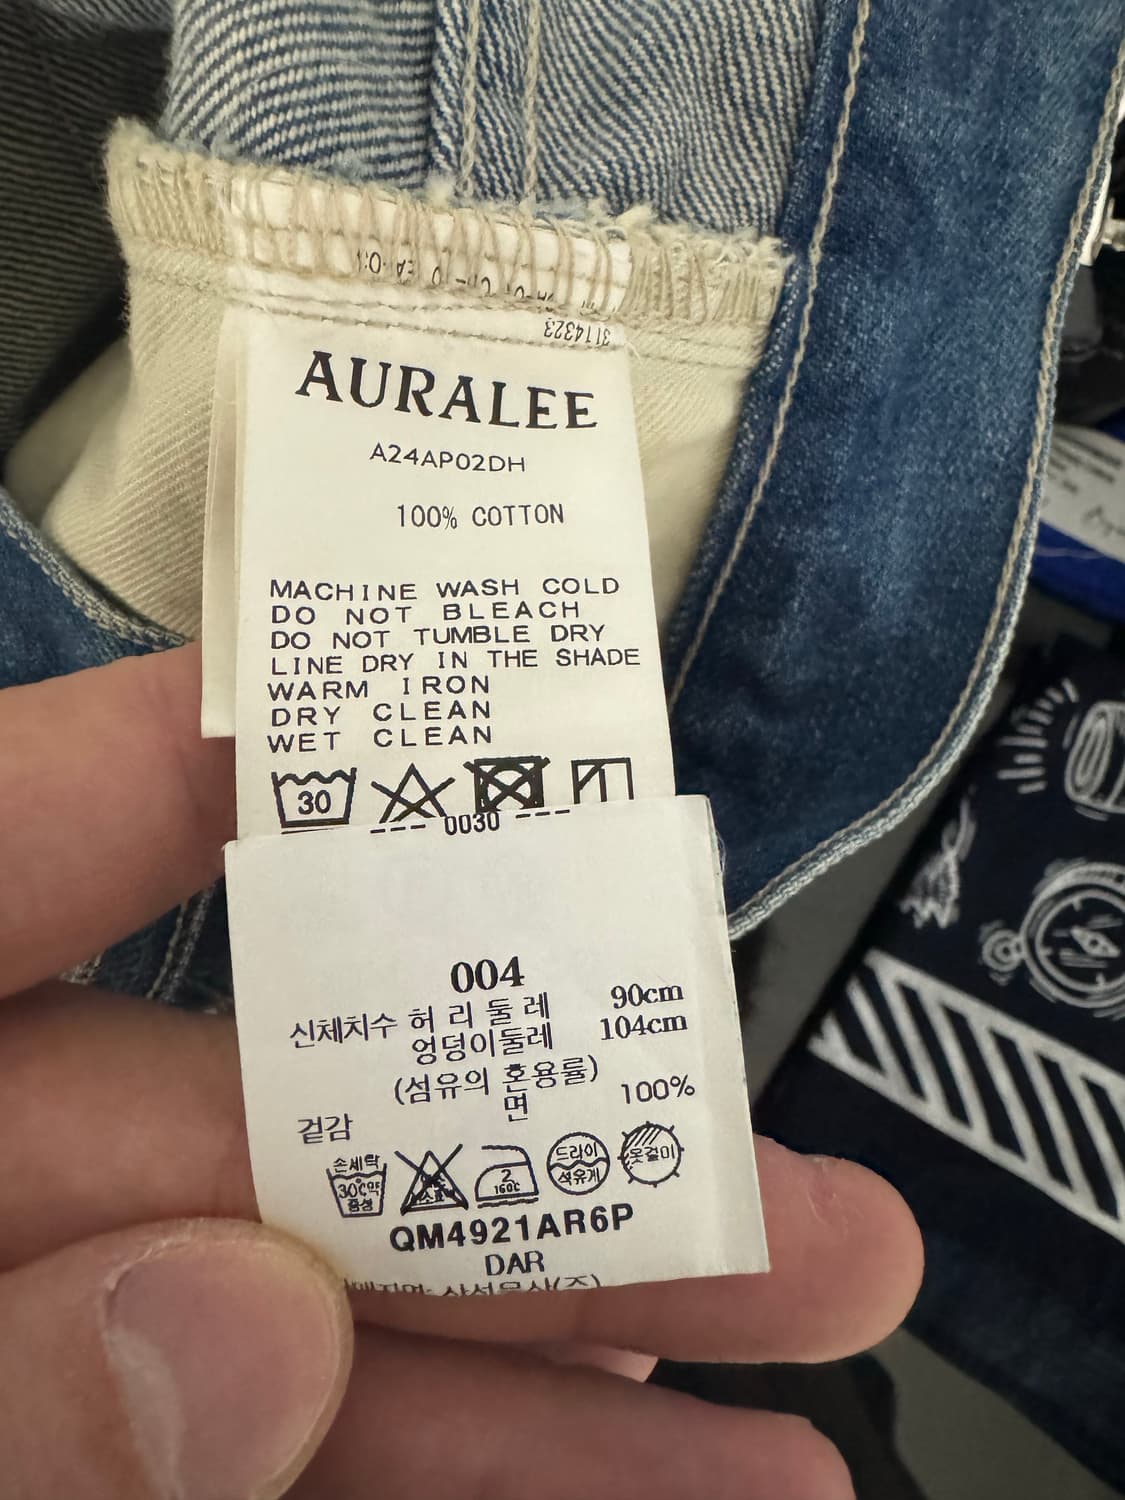 3114323
AURALEE
A24AP02DH
100% COTTON
MACHINE WASH COLD
DO NOT BLEACH
DO NOT TUMBLE DRY
LINE DRY IN THE SHADE
WARM IRON
DRY CLEAN
WET CLEAN
30
--- 0030 ---
004
신체치수 허리둘레 90cm
엉덩이둘레 104cm
(섬유의 혼용률)
겉감 면 100%
손세탁
30℃약
중성
2
160℃
드라이
석유계
옷걸이
QM4921AR6P
DAR